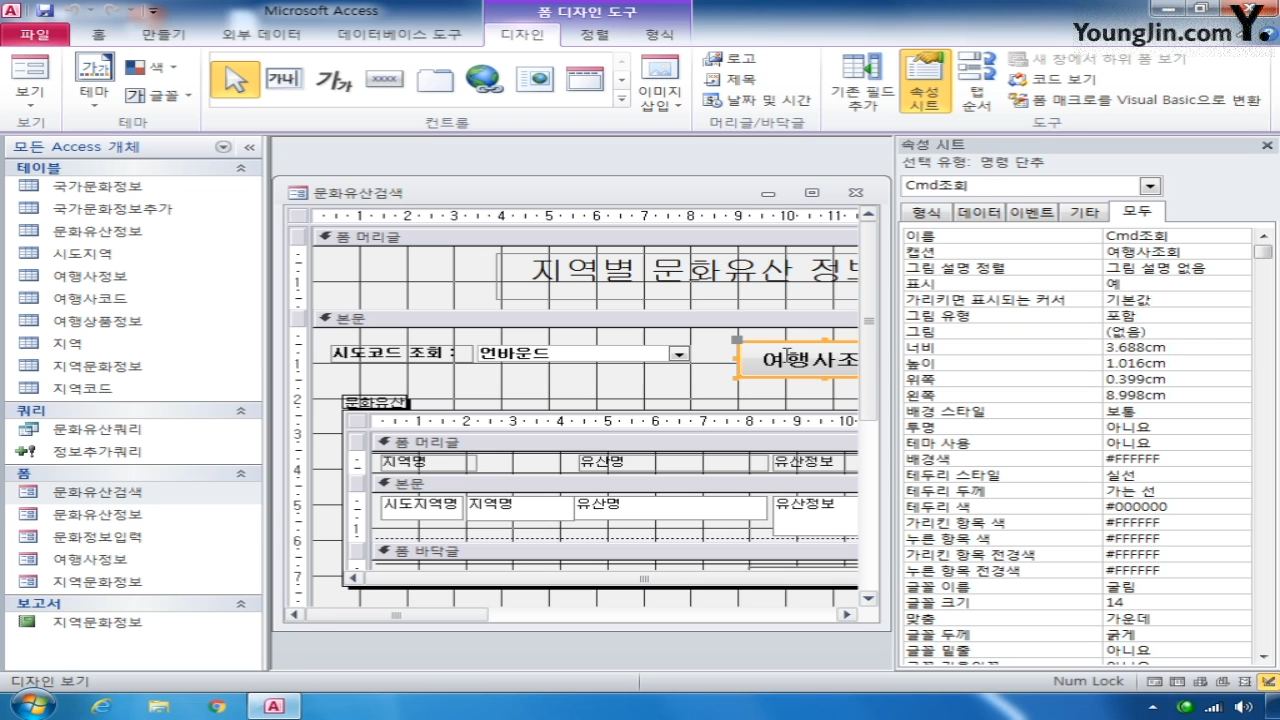 Microsoft Access
폼 디자인 도구
YoungJin.com Y.
파일 홈 만들기 외부 데이터 데이터베이스 도구 디자인 정렬 형식
보기
보기
테마
색
가 글꼴
테마
가나
가가
xxxx
이미지 삽입
컨트롤
로고
제목
날짜 및 시간
머리글/바닥글
기존 필드 추가
속성 시트
탭 순서
새 창에서 하위 폼 보기
코드 보기
폼 매크로를 Visual Basic으로 변환
도구
모든 Access 개체
테이블
국가문화정보
국가문화정보추가
문화유산정보
시도지역
여행사정보
여행사코드
여행상품정보
지역
지역문화정보
지역코드
쿼리
문화유산쿼리
정보추가쿼리
폼
문화유산검색
문화유산정보
문화정보입력
여행사정보
지역문화정보
보고서
지역문화정보
문화유산검색
1 2 3 4 5 6 7 8 9 10 11
폼 머리글
지역별 문화유산 정보
본문
시도코드 조회 :
언바운드
여행사조
문화유산
1 2 3 4 5 6 7 8 9 10
폼 머리글
지역명 유산명 유산정보
본문
시도지역명 지역명 유산명 유산정보
폼 바닥글
속성 시트
선택 유형: 명령 단추
Cmd조회
형식 데이터 이벤트 기타 모두
이름 Cmd조회
캡션 여행사조회
그림 설명 정렬 그림 설명 없음
표시 예
가리키면 표시되는 커서 기본값
그림 유형 포함
그림 (없음)
너비 3.688cm
높이 1.016cm
위쪽 0.399cm
왼쪽 8.998cm
배경 스타일 보통
투명 아니요
테마 사용 아니요
배경색 #FFFFFF
테두리 스타일 실선
테두리 두께 가는 선
테두리 색 #000000
가리킨 항목 색 #FFFFFF
누른 항목 색 #FFFFFF
가리킨 항목 전경색 #FFFFFF
누른 항목 전경색 #FFFFFF
글꼴 이름 굴림
글꼴 크기 14
맞춤 가운데
글꼴 두께 굵게
글꼴 밑줄 아니요
디자인 보기
Num Lock